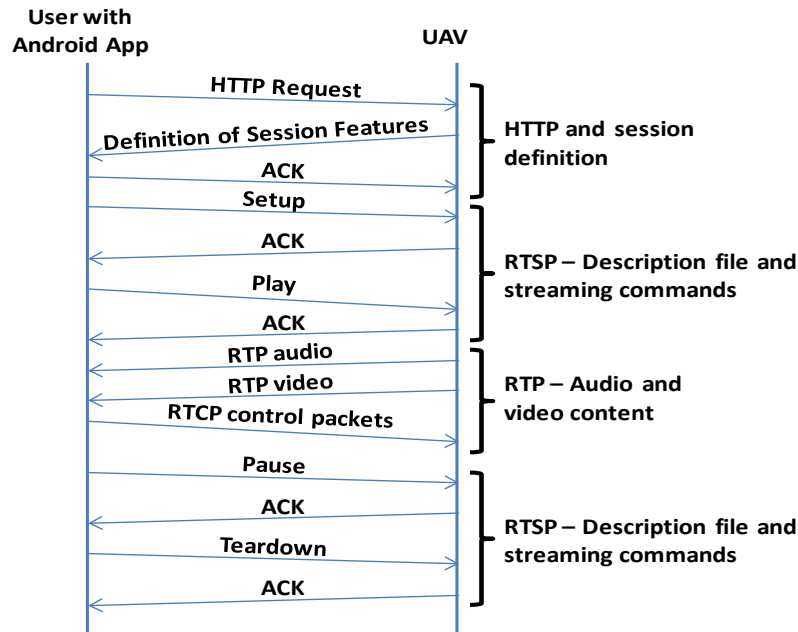 User with
Android App
UAV
HTTP Request
Definition of Session Features
ACK
HTTP and session
definition
Setup
ACK
Play
ACK
RTSP – Description file and
streaming commands
RTP audio
RTP video
RTCP control packets
RTP – Audio and
video content
Pause
ACK
Teardown
ACK
RTSP – Description file and
streaming commands